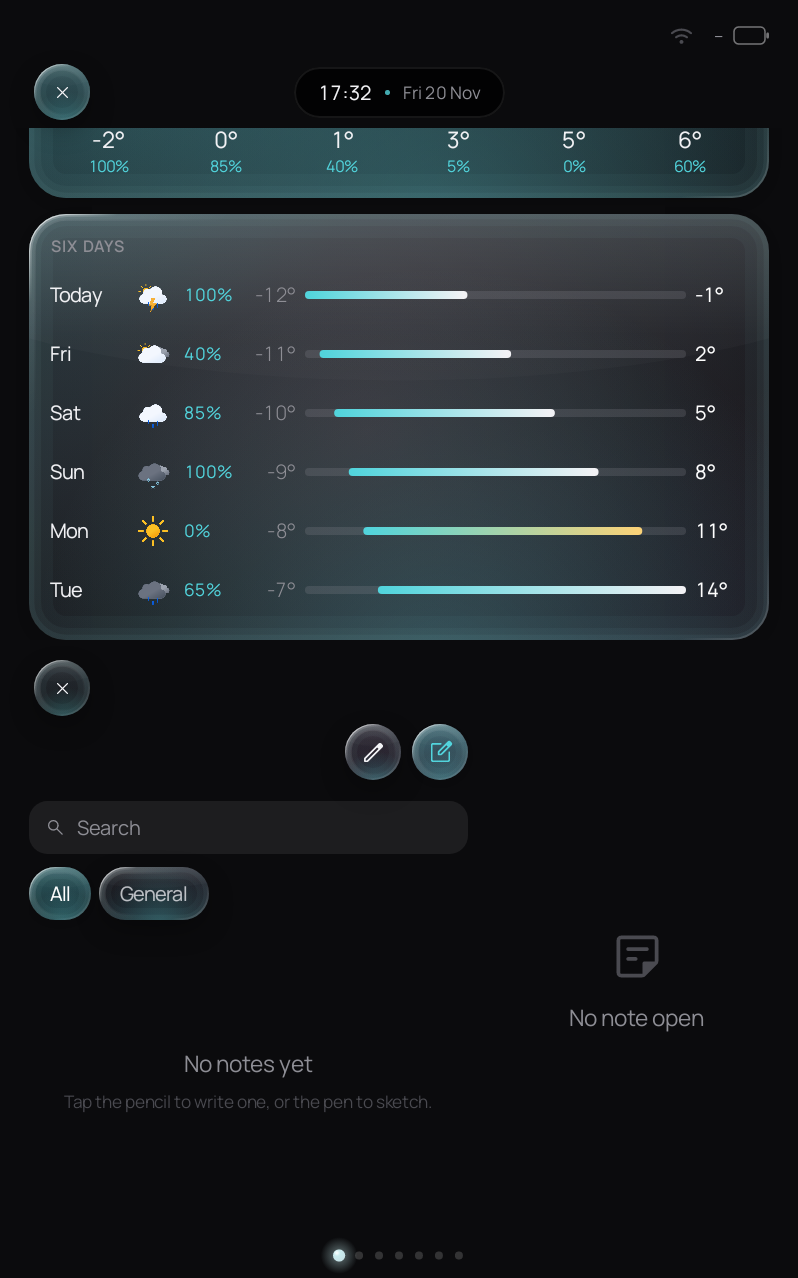 –
17:32 • Fri 20 Nov
-2° 0° 1° 3° 5° 6°
100% 85% 40% 5% 0% 60%
SIX DAYS
Today 100% -12° -1°
Fri 40% -11° 2°
Sat 85% -10° 5°
Sun 100% -9° 8°
Mon 0% -8° 11°
Tue 65% -7° 14°
Search
All General
No note open
No notes yet
Tap the pencil to write one, or the pen to sketch.